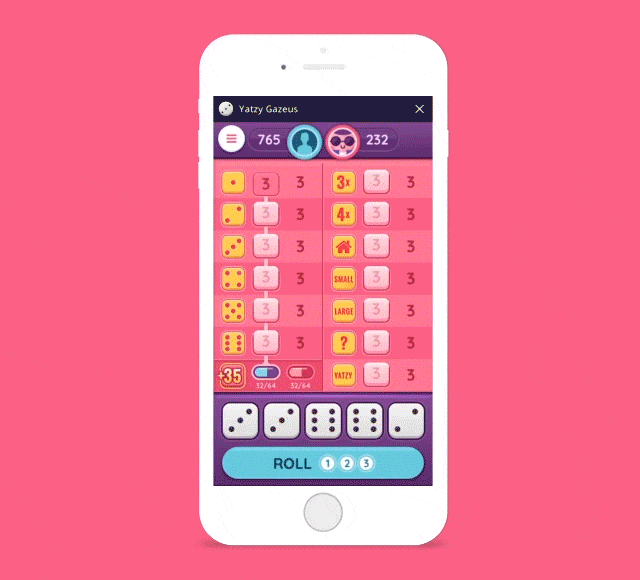 Yatzy Gazeus
765 232
3 3 3x 3 3
3 3 4x 3 3
3 3 3 3
3 3 SMALL 3 3
3 3 LARGE 3 3
3 3 ? 3 3
+35 32/64 32/64 YATZY 3 3
ROLL 1 2 3